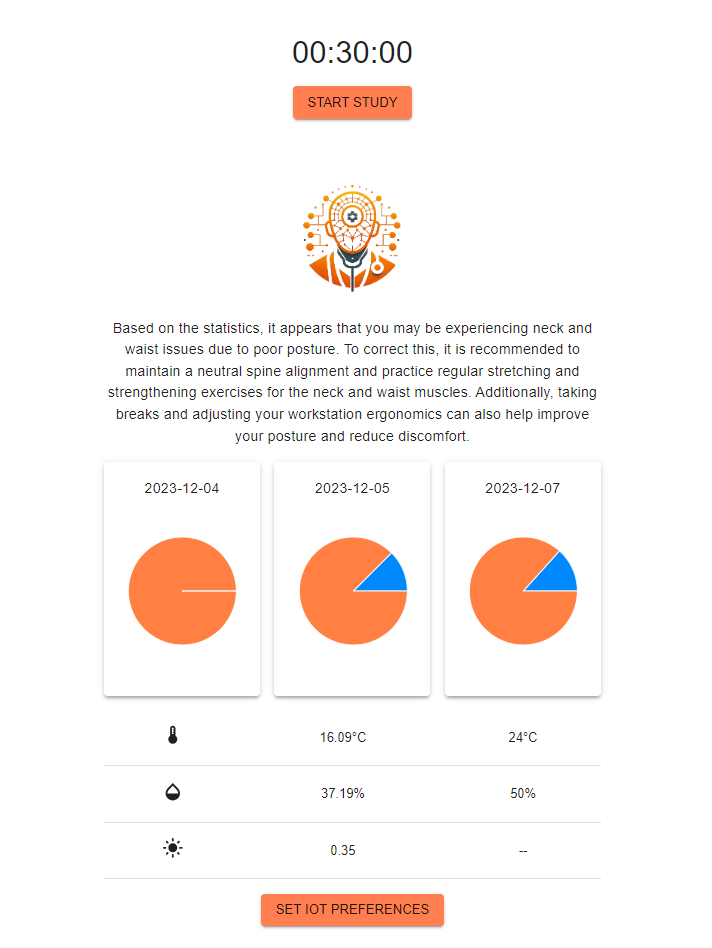 00:30:00
START STUDY
Based on the statistics, it appears that you may be experiencing neck and
waist issues due to poor posture. To correct this, it is recommended to
maintain a neutral spine alignment and practice regular stretching and
strengthening exercises for the neck and waist muscles. Additionally, taking
breaks and adjusting your workstation ergonomics can also help improve
your posture and reduce discomfort.
2023-12-04 2023-12-05 2023-12-07
16.09°C 24°C
37.19% 50%
0.35 --
SET IOT PREFERENCES